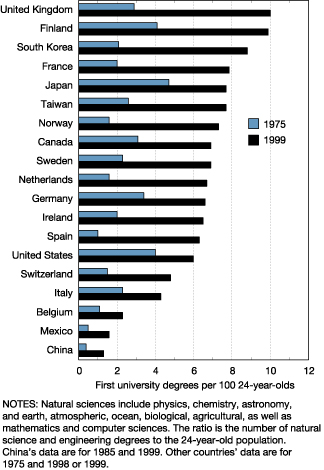 United Kingdom
Finland
South Korea
France
Japan
Taiwan
Norway
Canada
Sweden
Netherlands
Germany
Ireland
Spain
United States
Switzerland
Italy
Belgium
Mexico
China
1975
1999
0 2 4 6 8 10 12
First university degrees per 100 24-year-olds
NOTES: Natural sciences include physics, chemistry, astronomy,
and earth, atmospheric, ocean, biological, agricultural, as well as
mathematics and computer sciences. The ratio is the number of natural
science and engineering degrees to the 24-year-old population.
China's data are for 1985 and 1999. Other countries' data are for
1975 and 1998 or 1999.